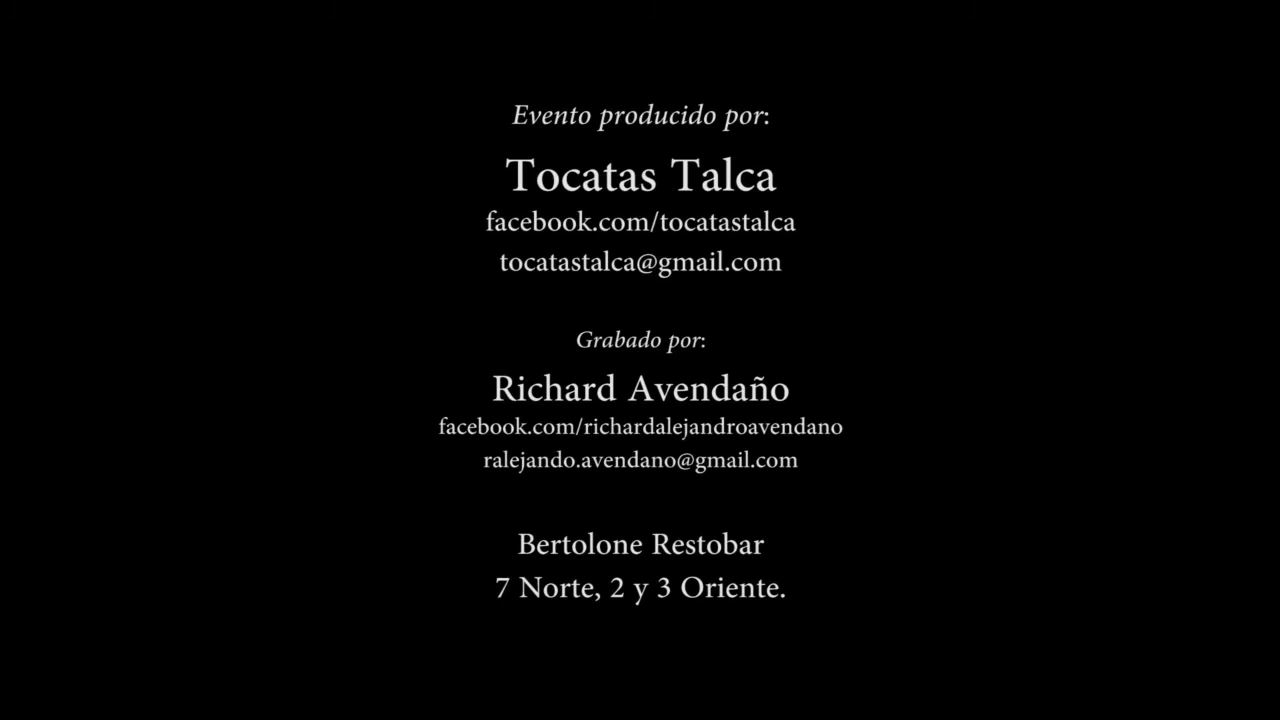 Evento producido por:
Tocatas Talca
facebook.com/tocatastalca
tocatastalca@gmail.com
Grabado por:
Richard Avendaño
facebook.com/richardalejandroavendano
ralejando.avendano@gmail.com
Bertolone Restobar
7 Norte, 2 y 3 Oriente.